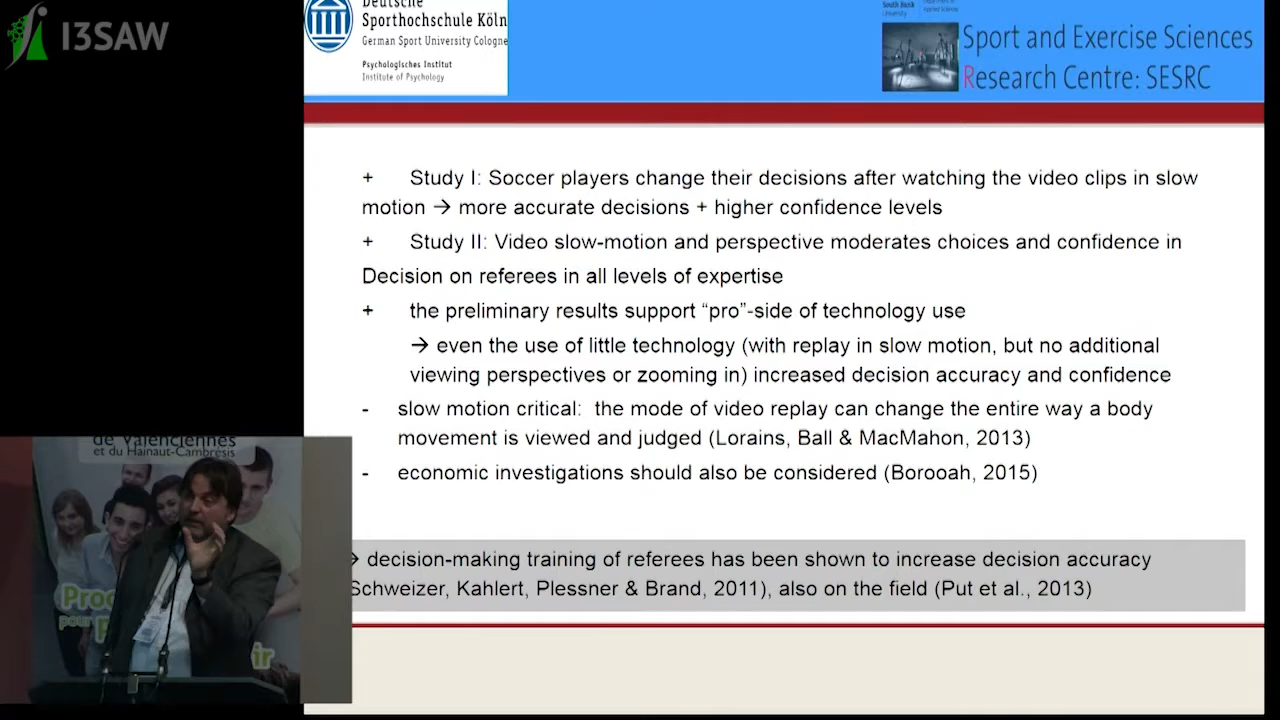 I3SAW
Deutsche
Sporthochschule Köln
German Sport University Cologne
Psychologisches Institut
Institute of Psychology
South Bank
University
Department of
Applied Sciences
Sport and Exercise Sciences
Research Centre: SESRC
+ Study I: Soccer players change their decisions after watching the video clips in slow
motion → more accurate decisions + higher confidence levels
+ Study II: Video slow-motion and perspective moderates choices and confidence in
Decision on referees in all levels of expertise
+ the preliminary results support “pro”-side of technology use
→ even the use of little technology (with replay in slow motion, but no additional
viewing perspectives or zooming in) increased decision accuracy and confidence
- slow motion critical: the mode of video replay can change the entire way a body
movement is viewed and judged (Lorains, Ball & MacMahon, 2013)
- economic investigations should also be considered (Borooah, 2015)
→ decision-making training of referees has been shown to increase decision accuracy
Schweizer, Kahlert, Plessner & Brand, 2011), also on the field (Put et al., 2013)
de Valenciennes
et du Hainaut-Cambrésis
pour